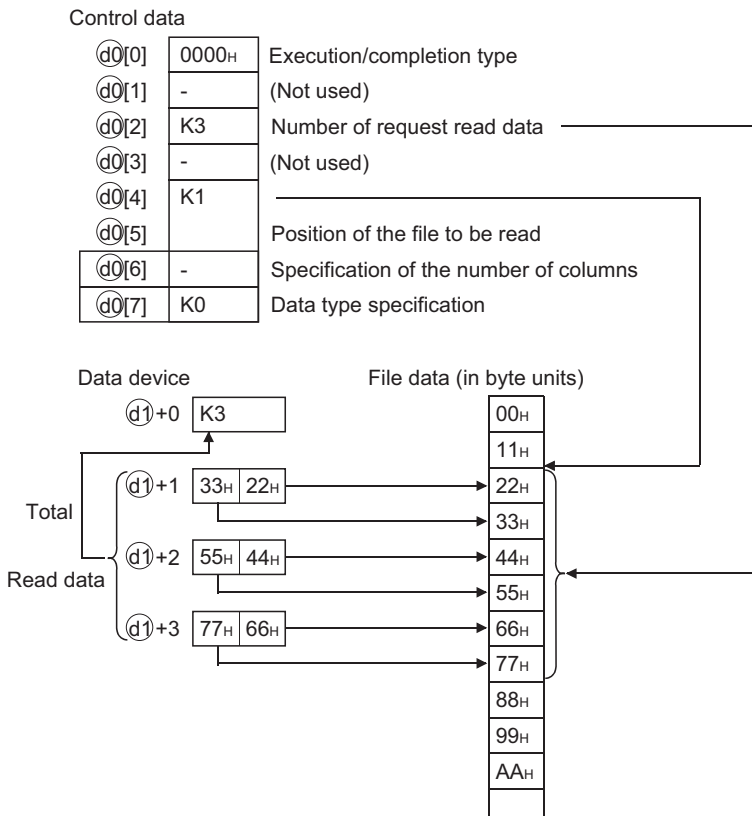 Control data
d0[0] 0000H Execution/completion type
d0[1] - (Not used)
d0[2] K3 Number of request read data
d0[3] - (Not used)
d0[4] K1
d0[5] Position of the file to be read
d0[6] - Specification of the number of columns
d0[7] K0 Data type specification
Data device File data (in byte units)
d1+0 K3 00H
11H
d1+1 33H 22H 22H
Total 33H
d1+2 55H 44H 44H
Read data 55H
d1+3 77H 66H 66H
77H
88H
99H
AAH